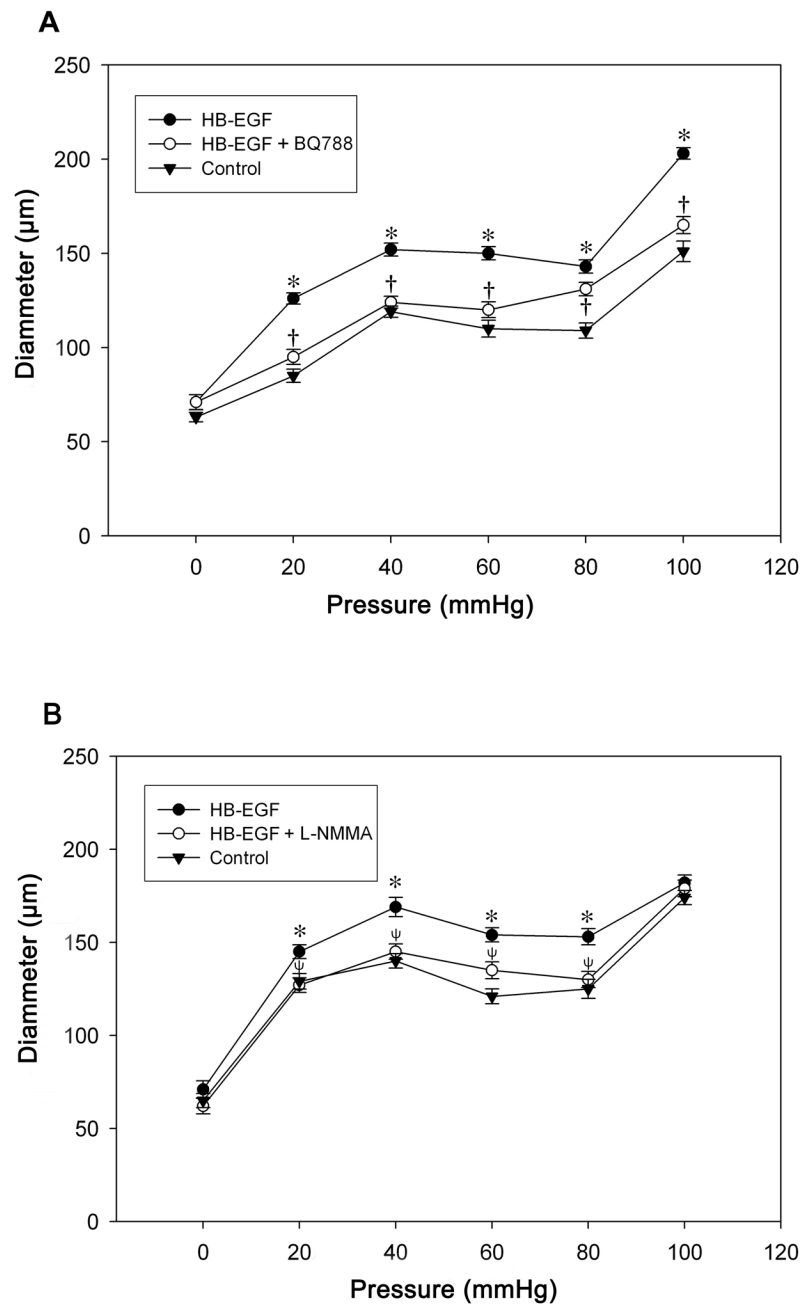 A
250
200
150
100
50
0
Diammeter (µm)
HB-EGF
HB-EGF + BQ788
Control
*
*
*
*
*
†
†
†
†
†
0 20 40 60 80 100 120
Pressure (mmHg)
B
250
200
150
100
50
0
Diammeter (µm)
HB-EGF
HB-EGF + L-NMMA
Control
*
*
*
*
ψ
ψ
ψ
ψ
0 20 40 60 80 100 120
Pressure (mmHg)